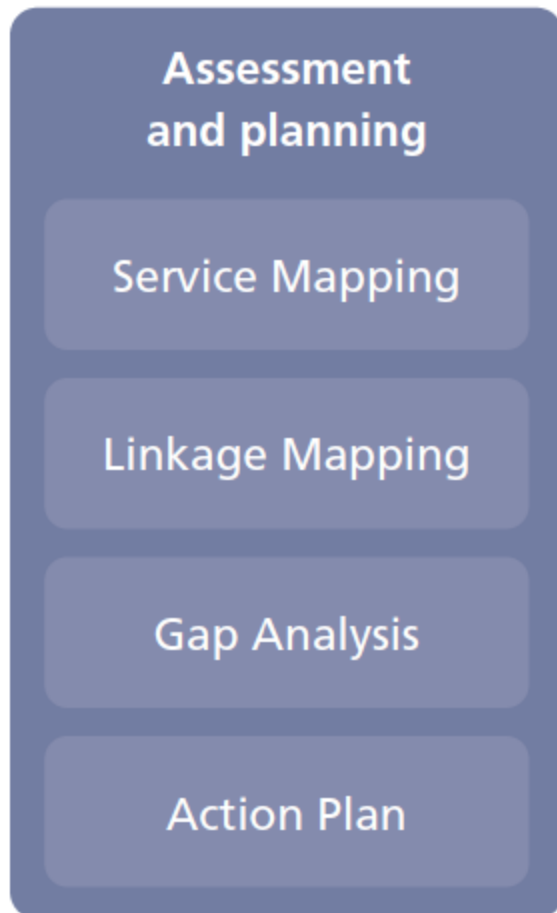 Assessment
and planning
Service Mapping
Linkage Mapping
Gap Analysis
Action Plan